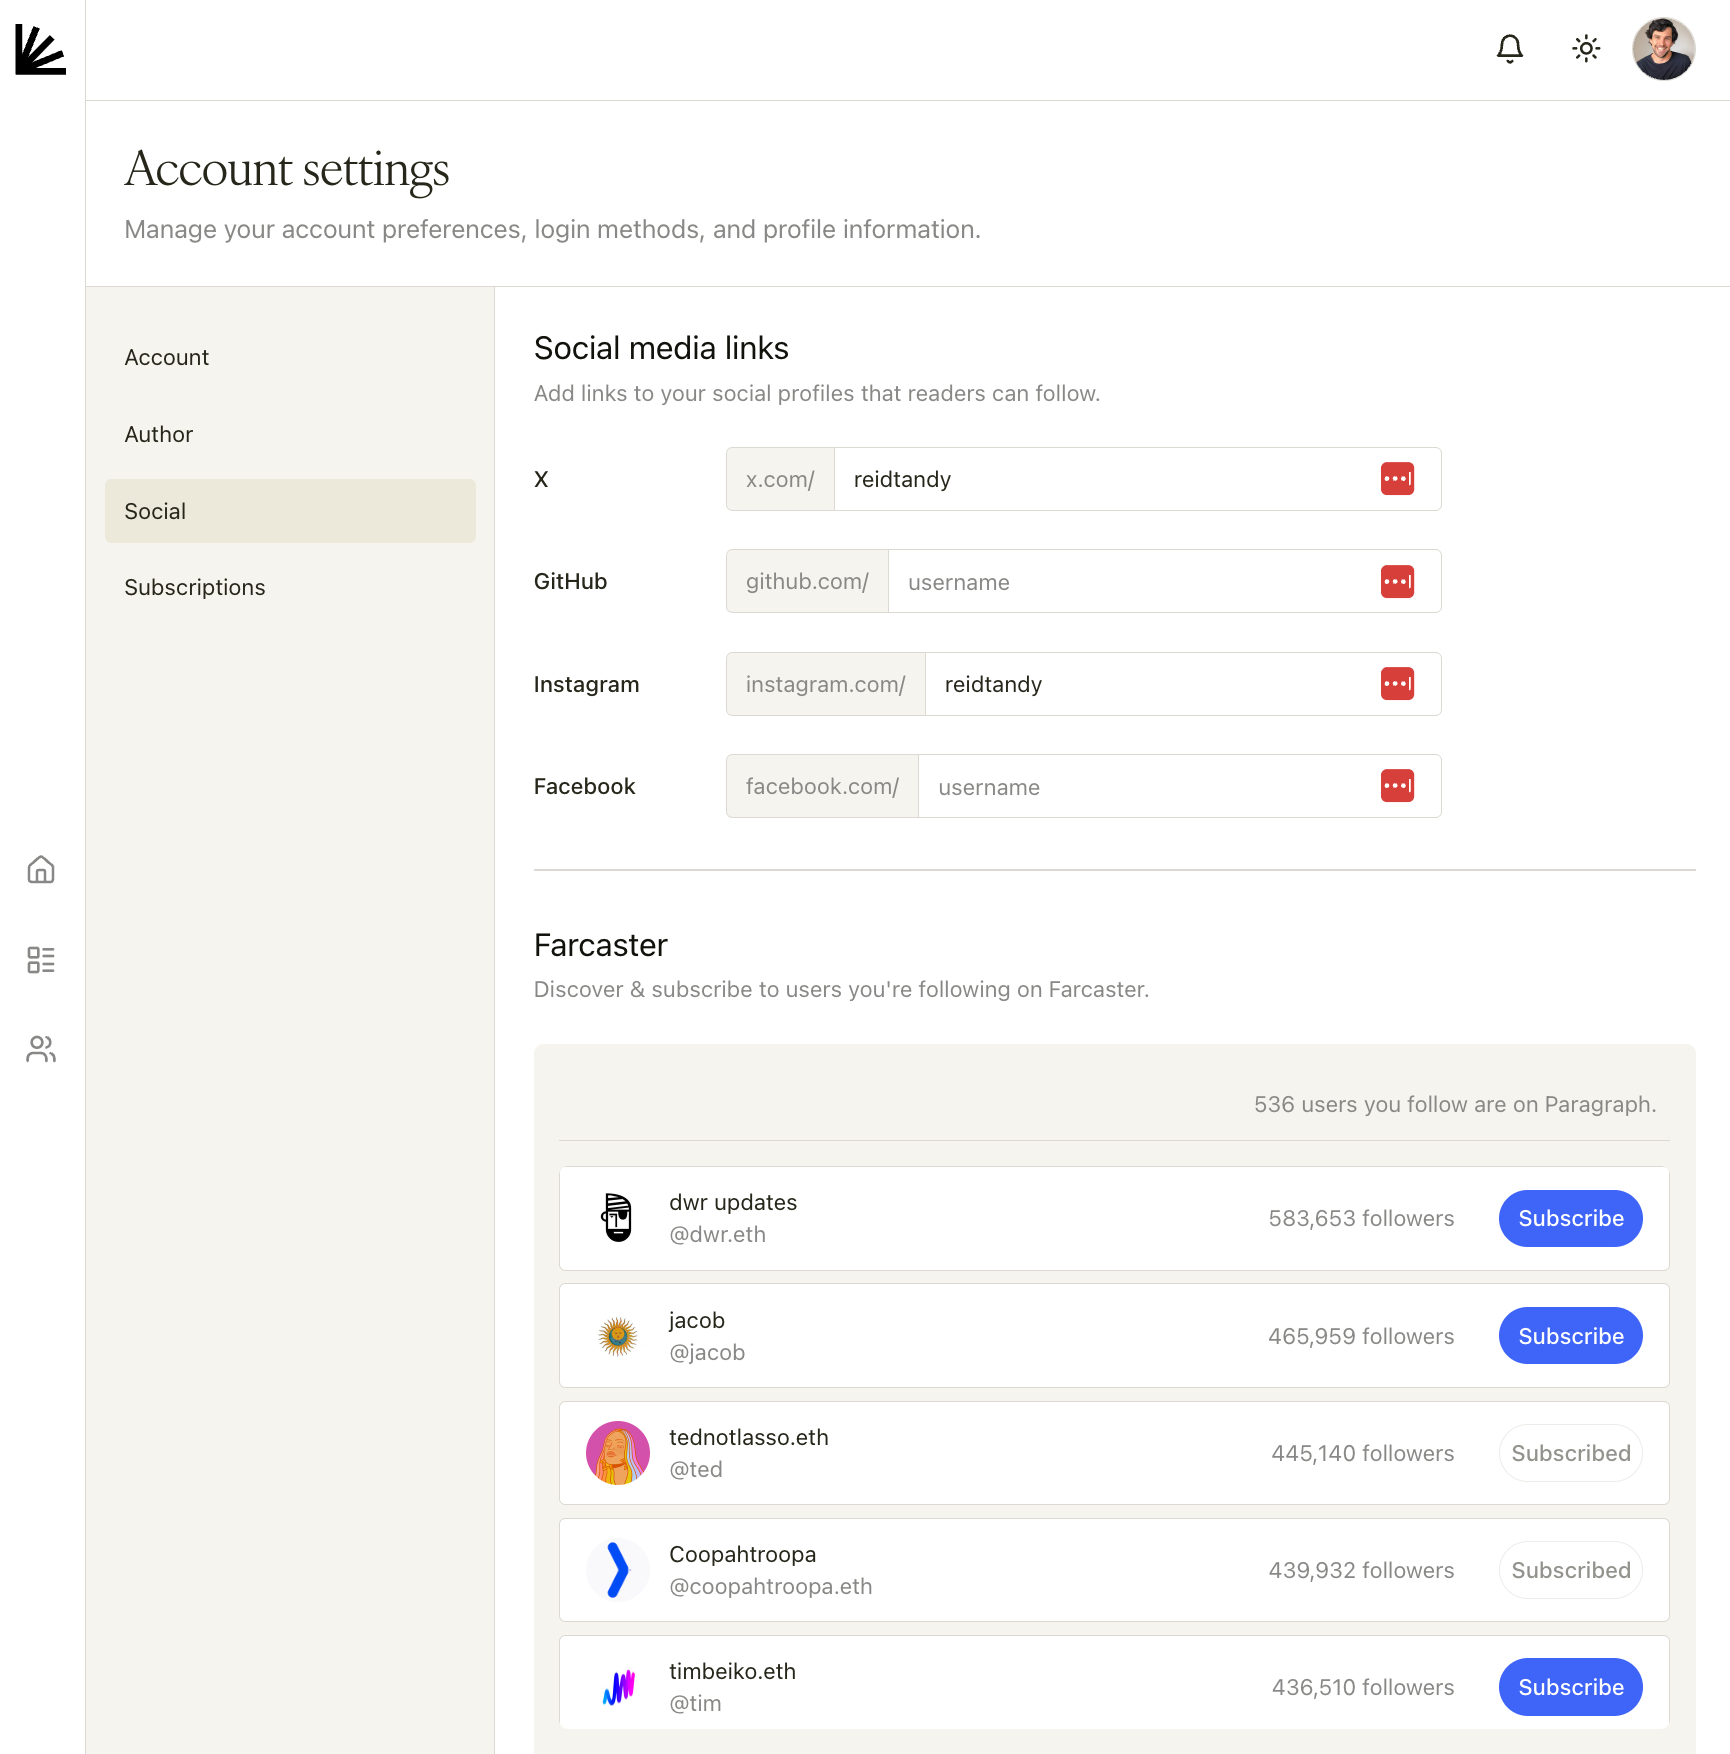 Account settings
Manage your account preferences, login methods, and profile information.
Account
Author
Social
Subscriptions
Social media links
Add links to your social profiles that readers can follow.
X
x.com/
reidtandy
GitHub
github.com/
username
Instagram
instagram.com/
reidtandy
Facebook
facebook.com/
username
Farcaster
Discover & subscribe to users you're following on Farcaster.
536 users you follow are on Paragraph.
dwr updates
@dwr.eth
583,653 followers
Subscribe
jacob
@jacob
465,959 followers
Subscribe
tednotlasso.eth
@ted
445,140 followers
Subscribed
Coopahtroopa
@coopahtroopa.eth
439,932 followers
Subscribed
timbeiko.eth
@tim
436,510 followers
Subscribe